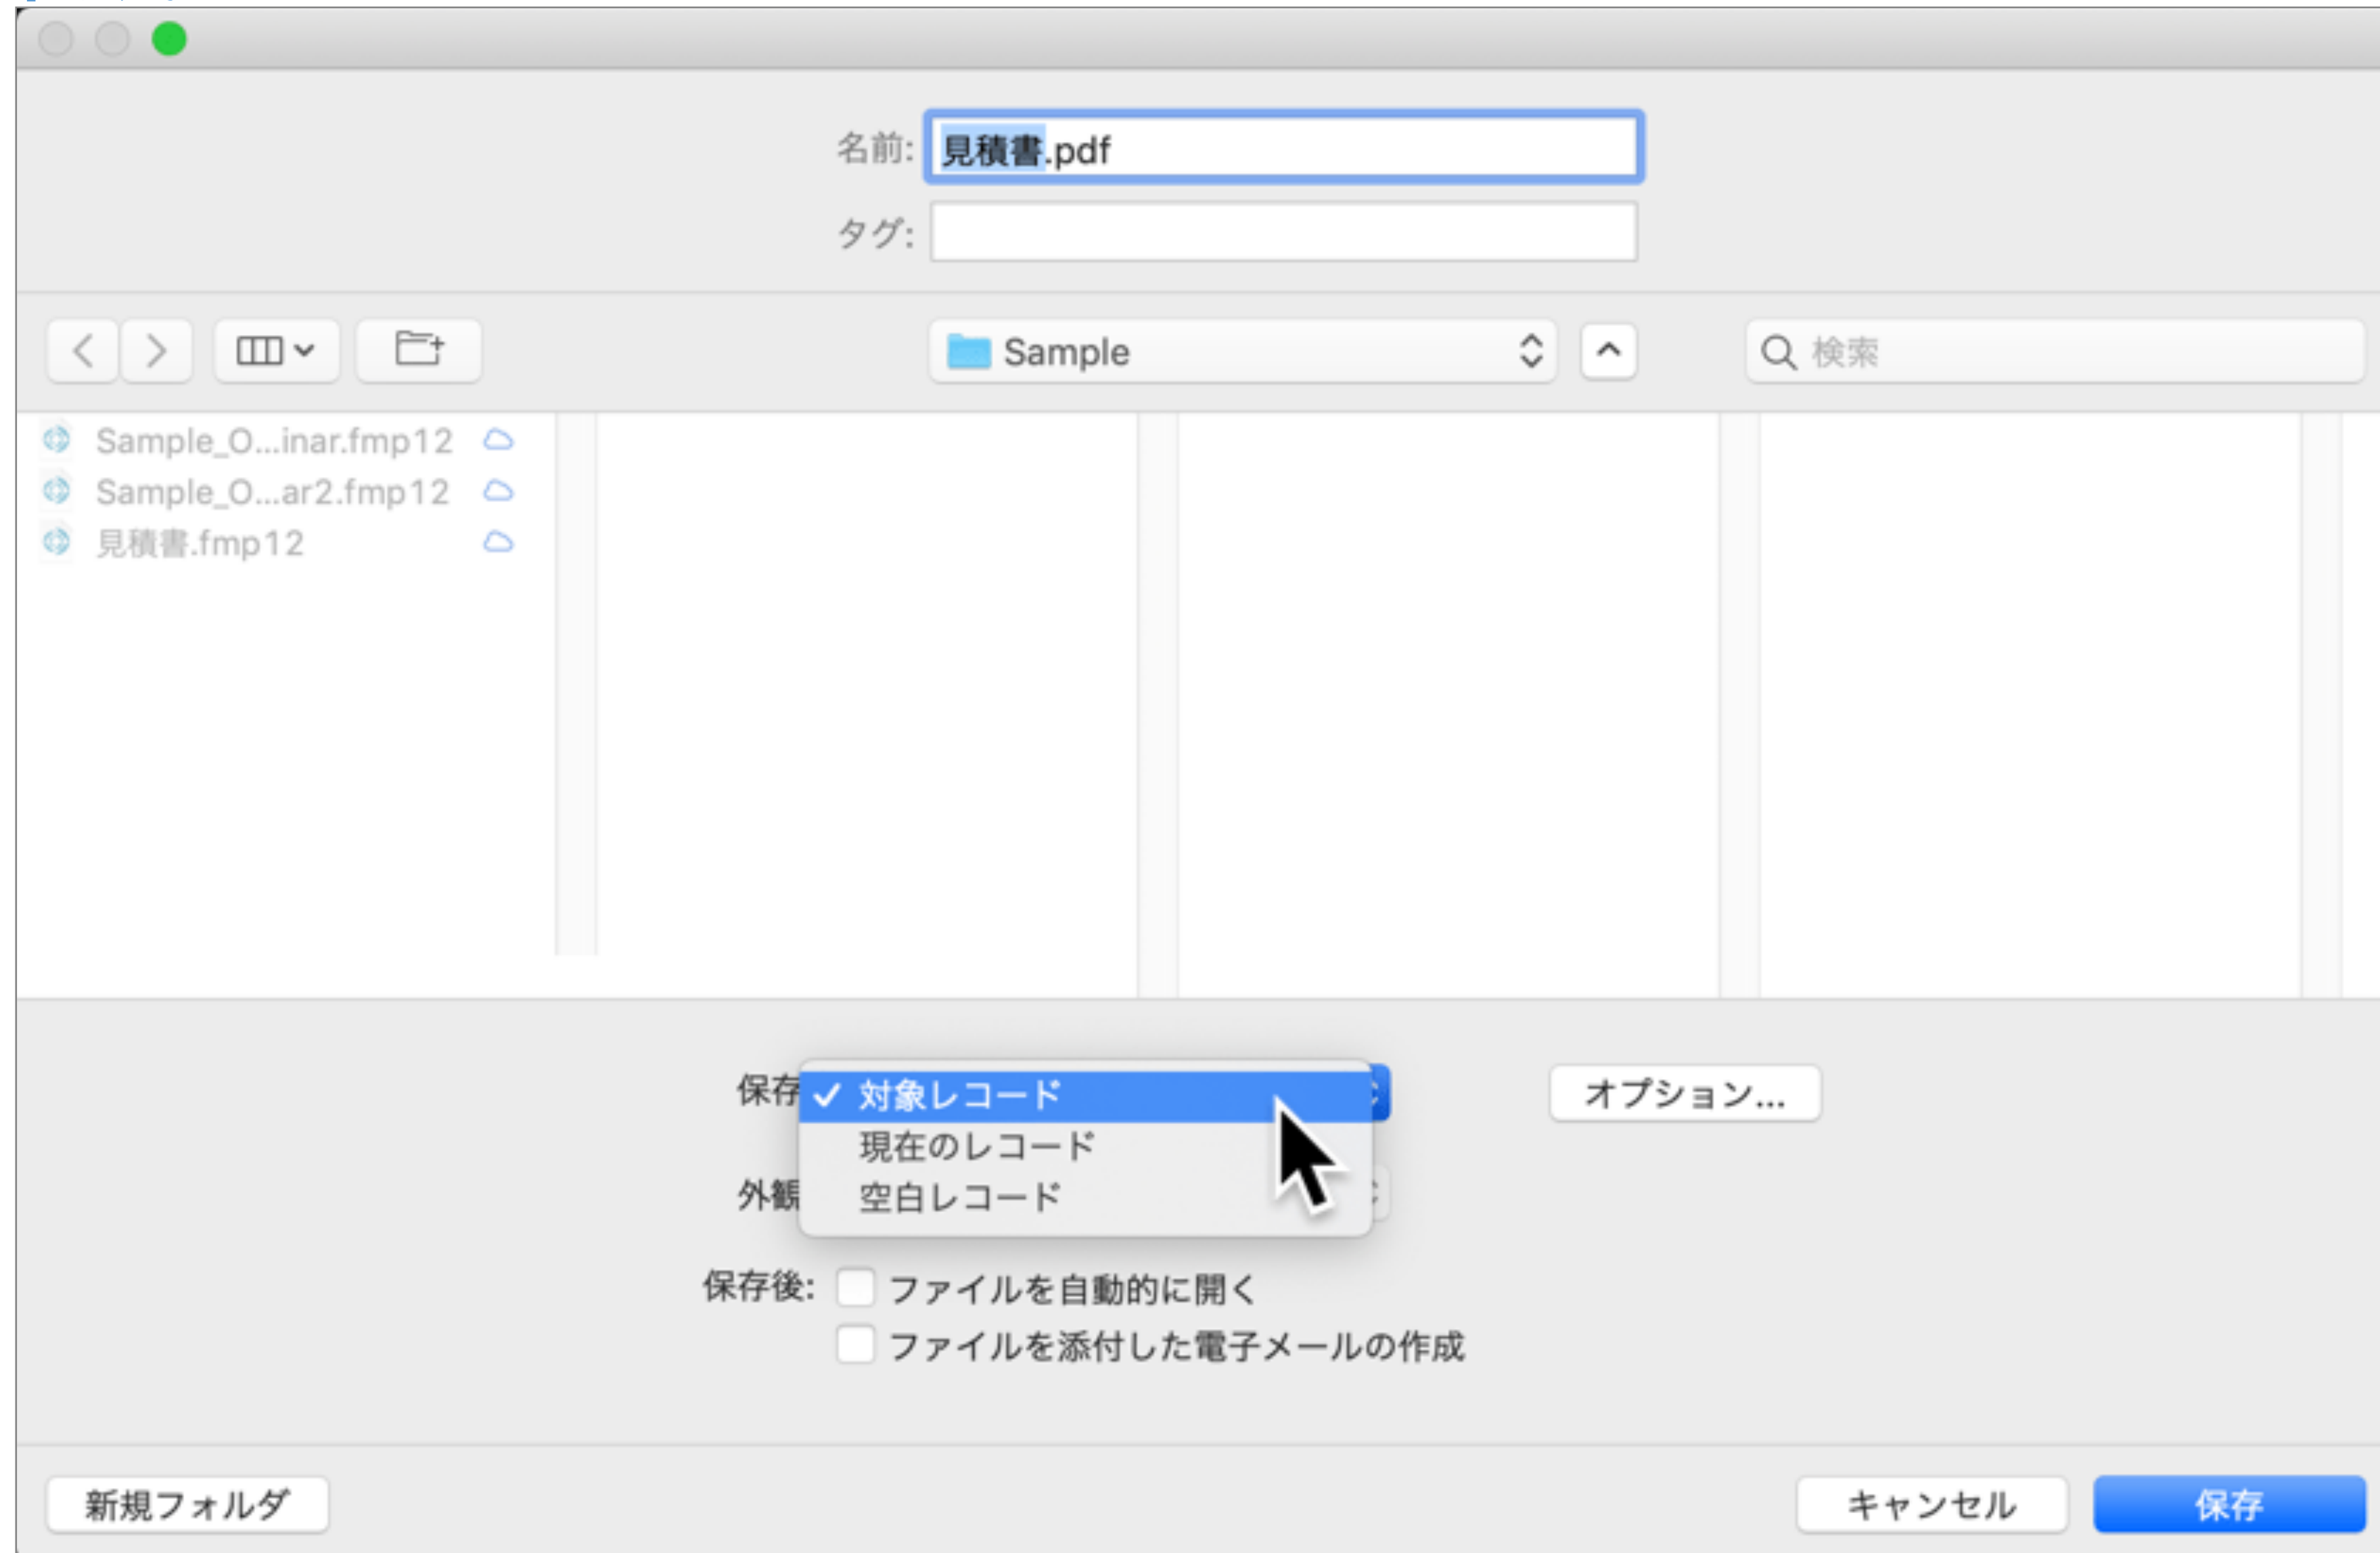 名前: 見積書.pdf
タグ:
Sample
検索
Sample_O...inar.fmp12
Sample_O...ar2.fmp12
見積書.fmp12
保存 ✓ 対象レコード
オプション...
現在のレコード
外観 空白レコード
保存後: ファイルを自動的に開く
ファイルを添付した電子メールの作成
新規フォルダ
キャンセル
保存